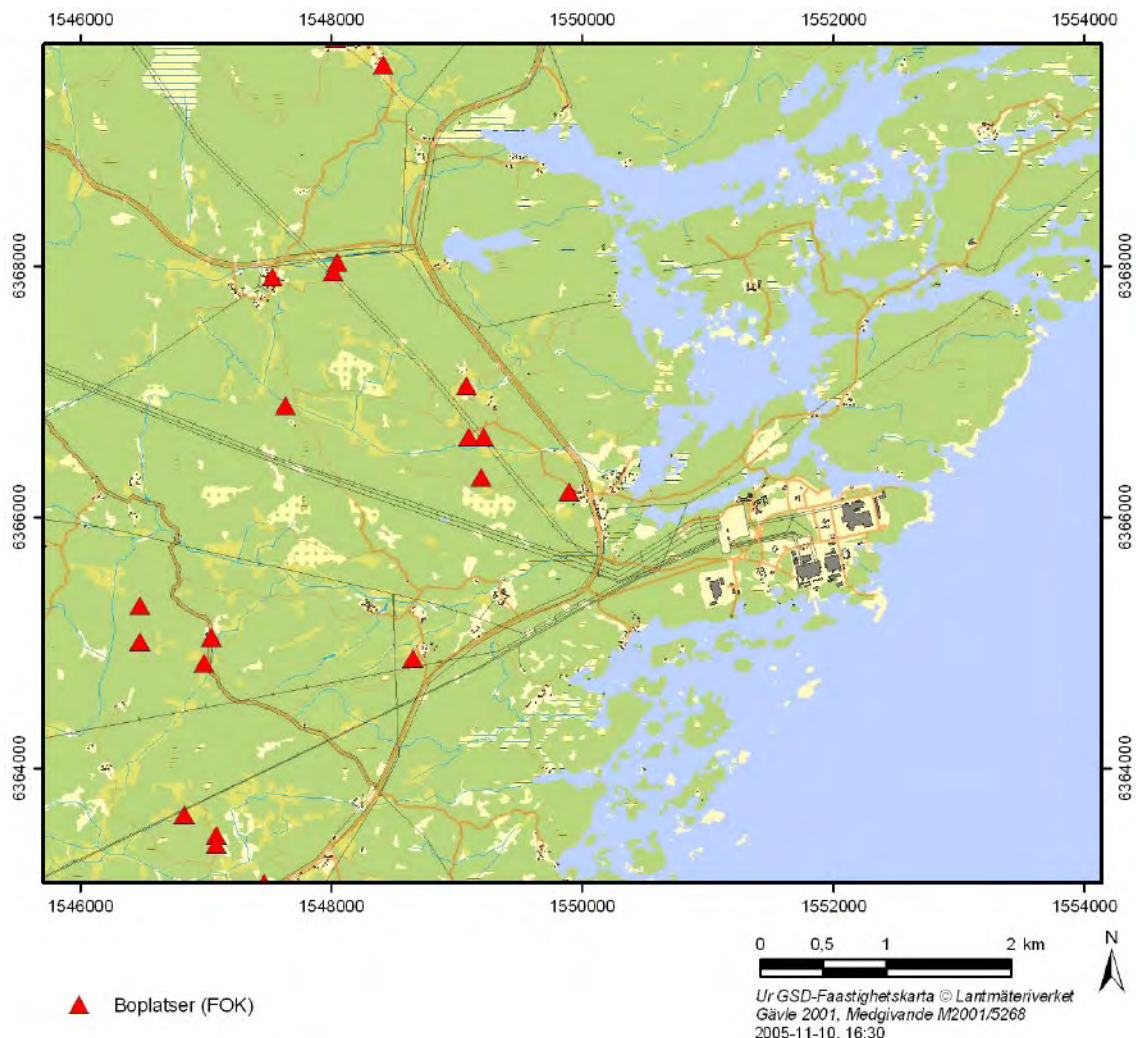 1546000 1548000 1550000 1552000 1554000
6368000 6368000
6366000 6366000
6364000 6364000
1546000 1548000 1550000 1552000 1554000
0 0,5 1 2 km
N
Boplatser (FOK)
Ur GSD-Faastighetskarta © Lantmäteriverket
Gävle 2001, Medgivande M2001/5268
2005-11-10, 16:30